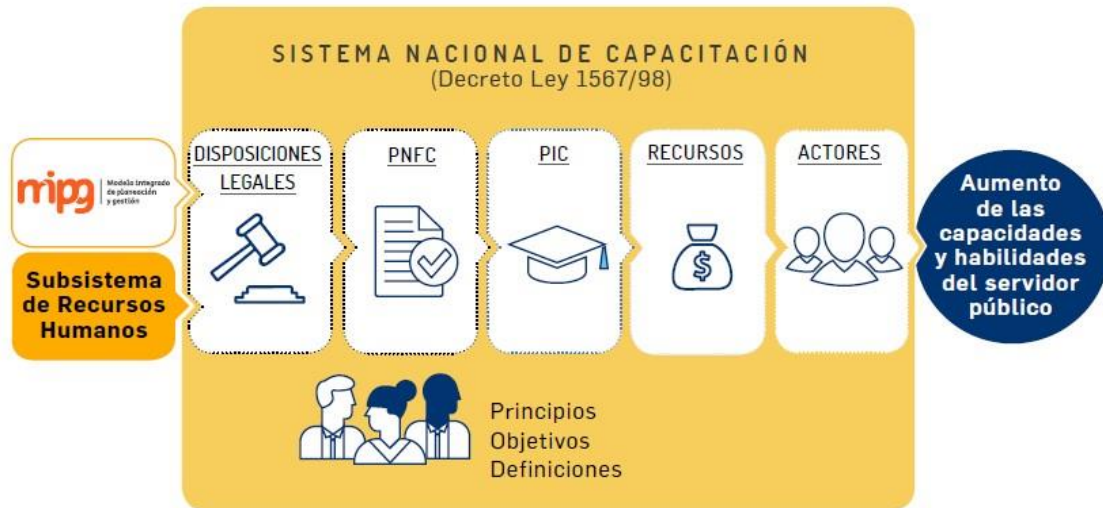 SISTEMA NACIONAL DE CAPACITACIÓN
(Decreto Ley 1567/98)
mipg
Modelo Integrado
de planeación
y gestión
Subsistema
de Recursos
Humanos
DISPOSICIONES
LEGALES
PNFC
PIC
RECURSOS
$
ACTORES
Aumento
de las
capacidades
y habilidades
del servidor
público
Principios
Objetivos
Definiciones